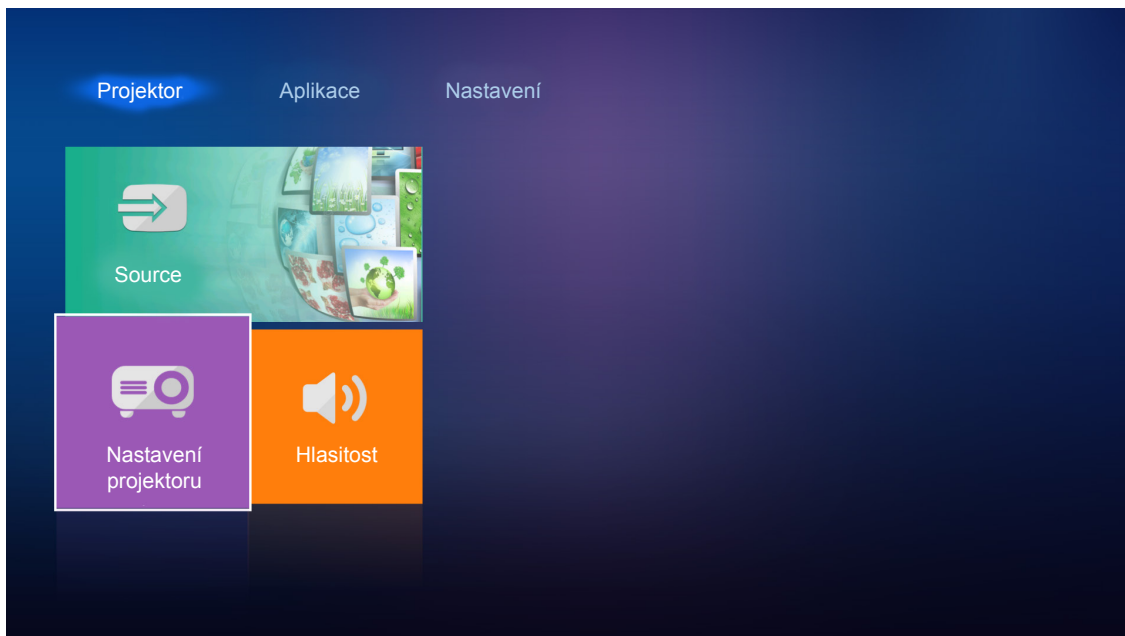 Projektor Aplikace Nastavení
Source
Nastavení
projektoru
Hlasitost